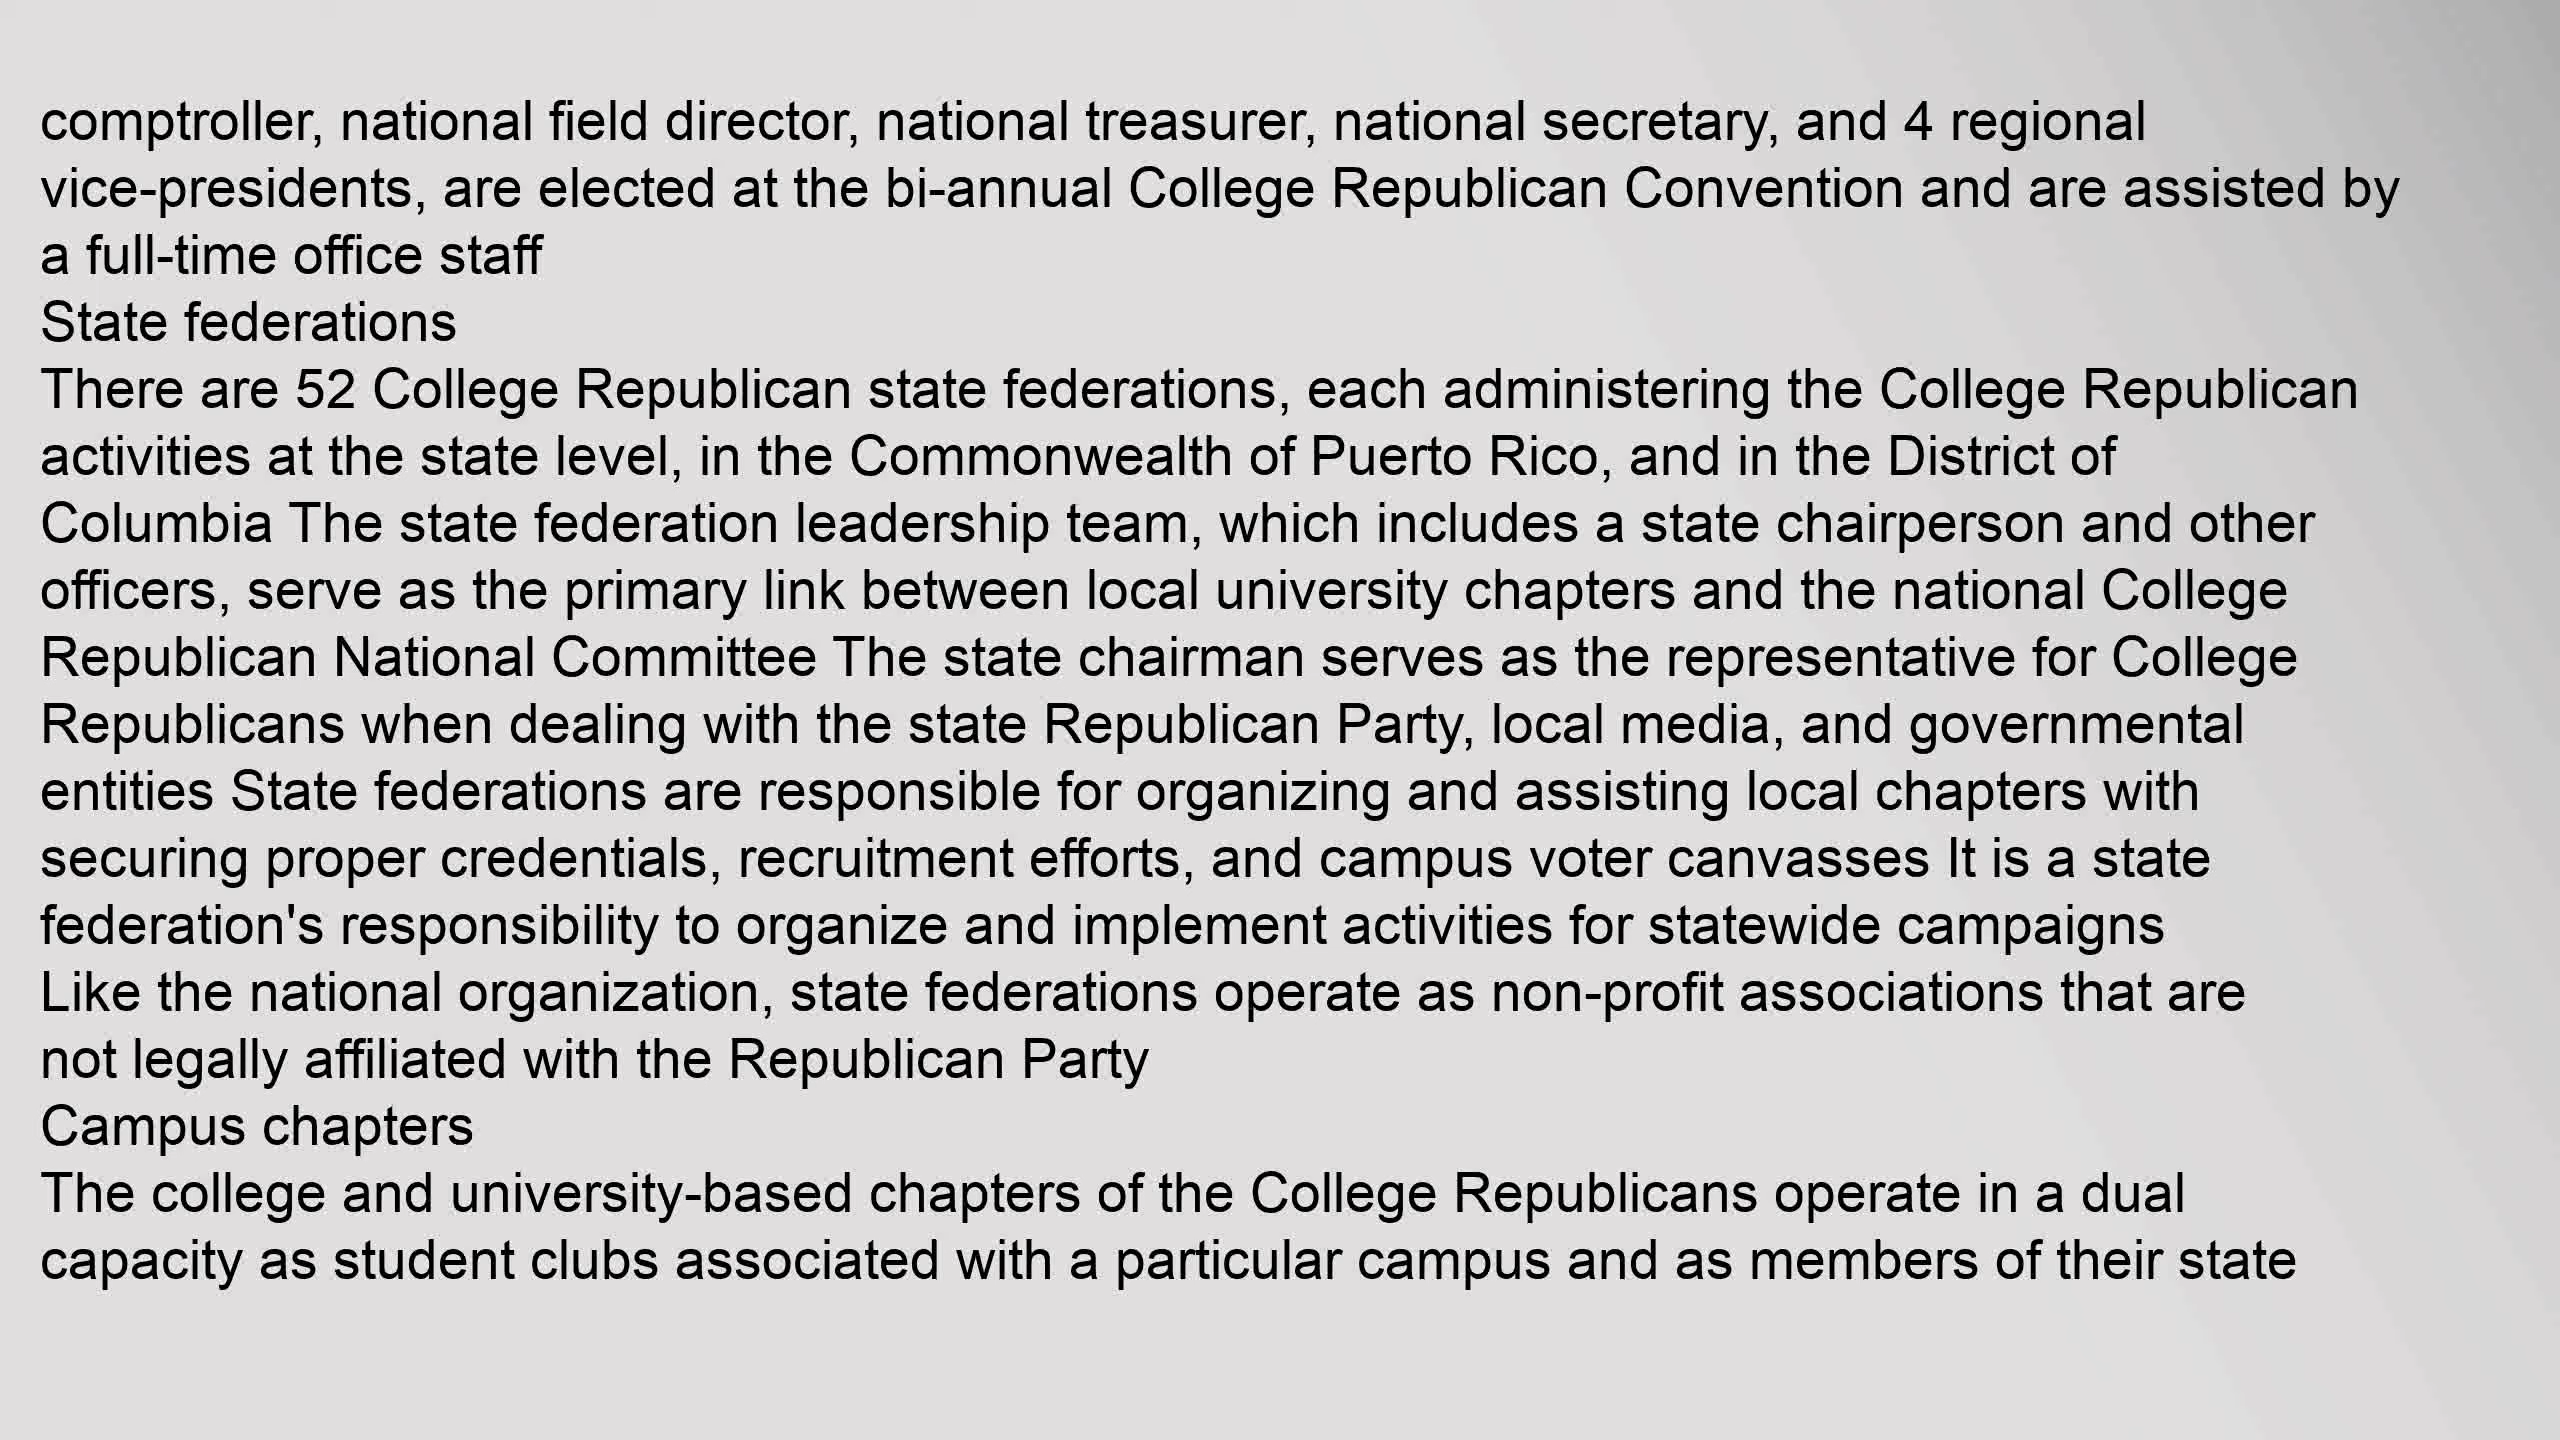 comptroller, national field director, national treasurer, national secretary, and 4 regional
vice-presidents, are elected at the bi-annual College Republican Convention and are assisted by
a full-time office staff
State federations
There are 52 College Republican state federations, each administering the College Republican
activities at the state level, in the Commonwealth of Puerto Rico, and in the District of
Columbia The state federation leadership team, which includes a state chairperson and other
officers, serve as the primary link between local university chapters and the national College
Republican National Committee The state chairman serves as the representative for College
Republicans when dealing with the state Republican Party, local media, and governmental
entities State federations are responsible for organizing and assisting local chapters with
securing proper credentials, recruitment efforts, and campus voter canvasses It is a state
federation's responsibility to organize and implement activities for statewide campaigns
Like the national organization, state federations operate as non-profit associations that are
not legally affiliated with the Republican Party
Campus chapters
The college and university-based chapters of the College Republicans operate in a dual
capacity as student clubs associated with a particular campus and as members of their state